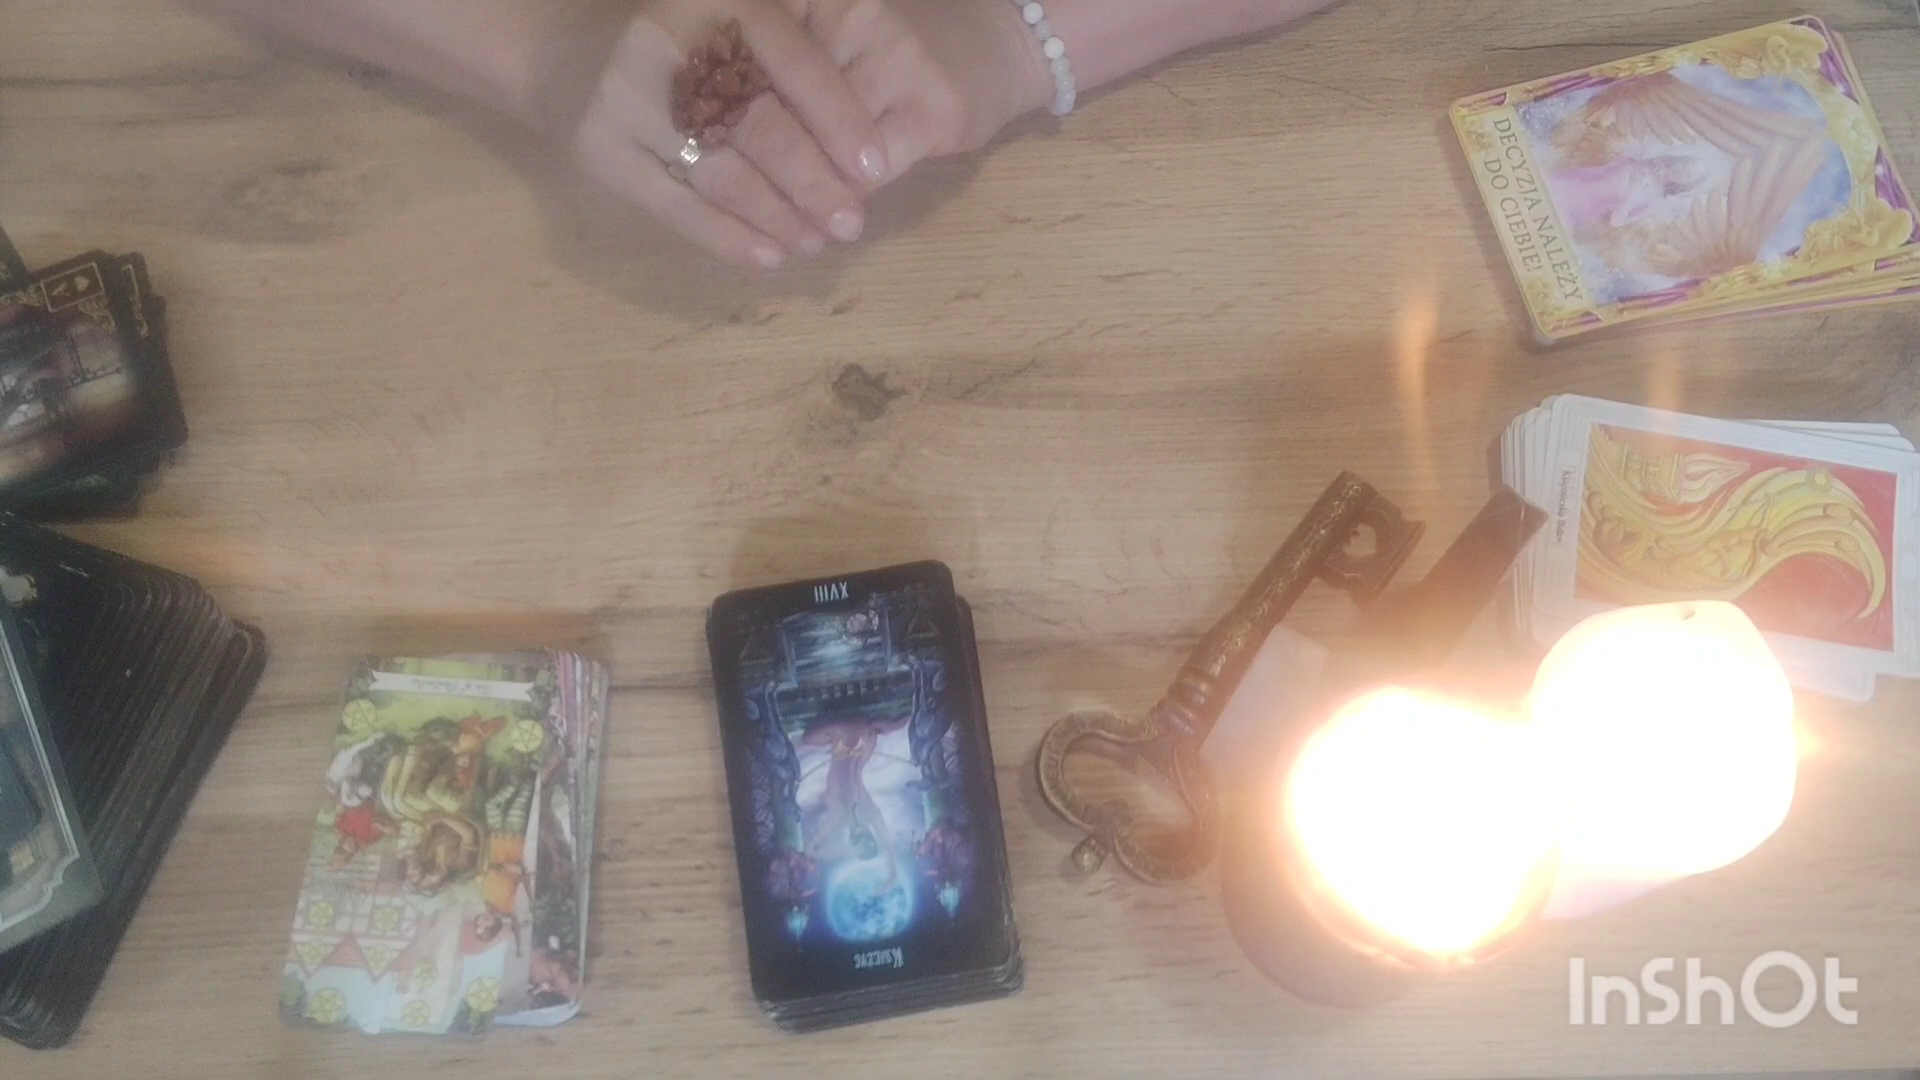 DECYZJA NALEŻY
DO CIEBIE!
XVIII
KSIĘŻYC
A
InShOt